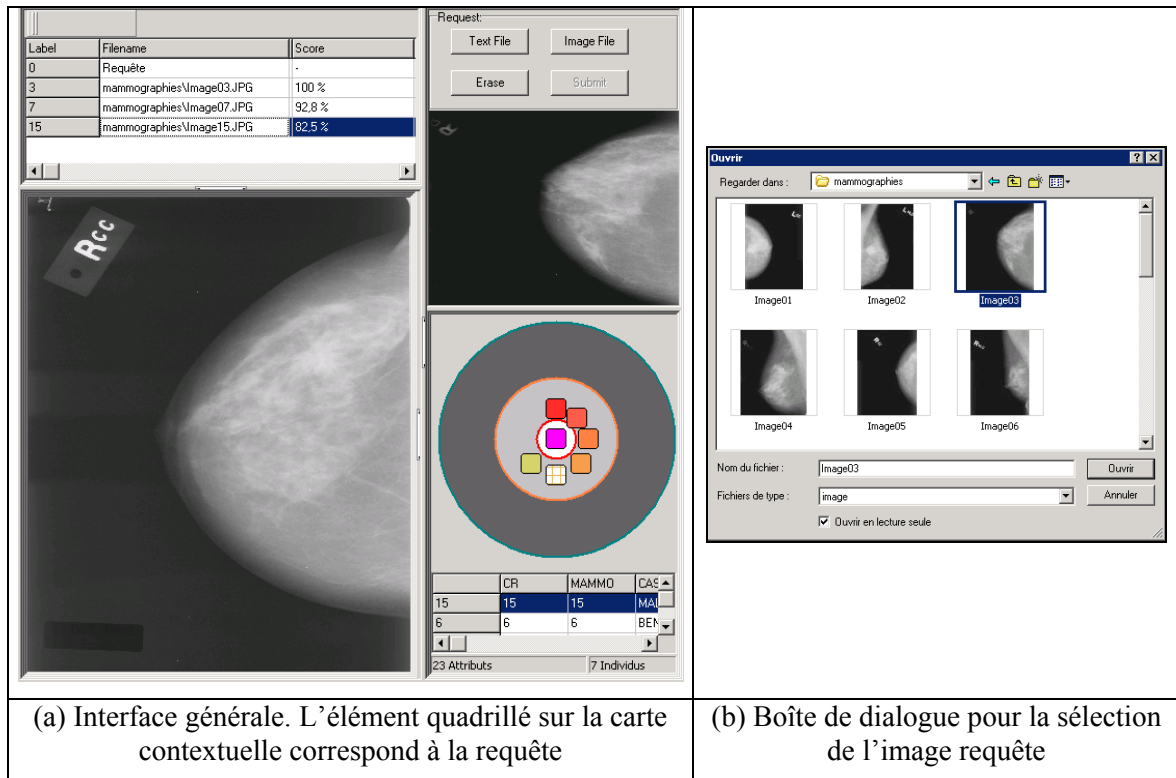 Request:
Text File Image File
Erase Submit
Label Filename Score
0 Requête -
3 mammographies\Image03.JPG 100 %
7 mammographies\Image07.JPG 92,8 %
15 mammographies\Image15.JPG 82,5 %
Rcc
CR MAMMO CAS
15 15 15 MAL
6 6 6 BEN
23 Attributs 7 Individus
Ouvrir
Regarder dans : mammographies
Image01 Image02 Image03
Image04 Image05 Image06
Nom du fichier : Image03 Ouvrir
Fichiers de type : image Annuler
Ouvrir en lecture seule
(a) Interface générale. L'élément quadrillé sur la carte
contextuelle correspond à la requête
(b) Boîte de dialogue pour la sélection
de l'image requête